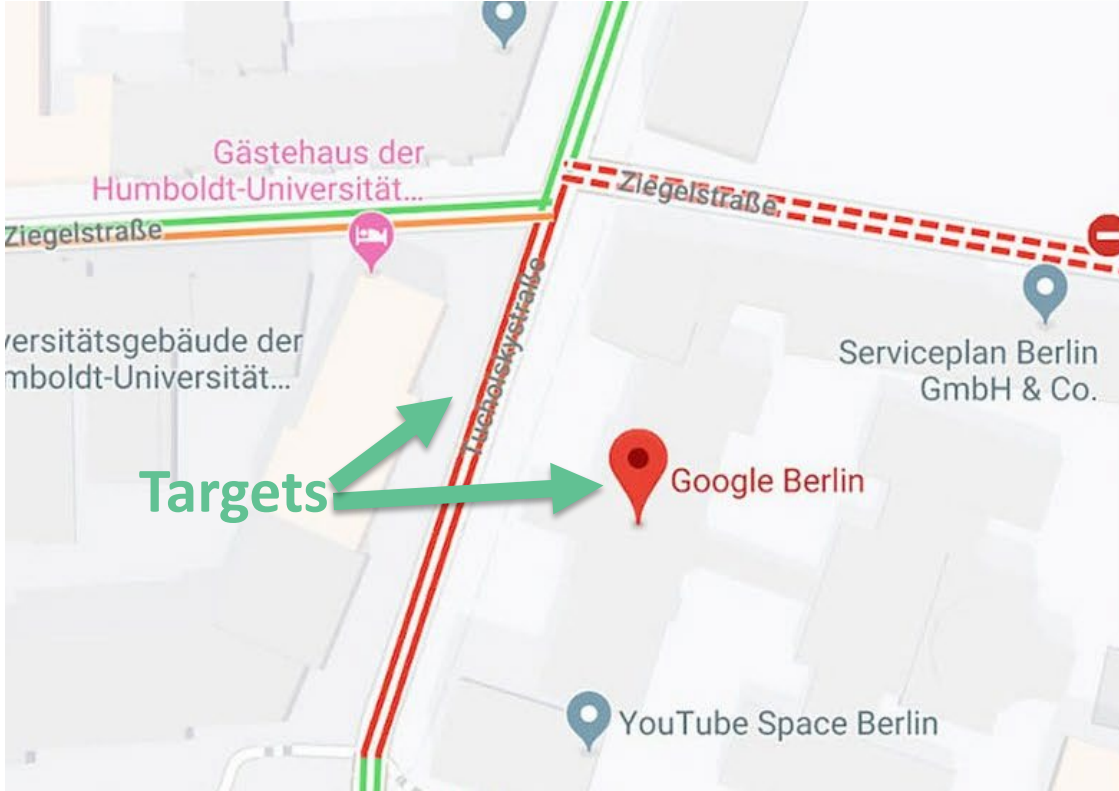 Gästehaus der
Humboldt-Universität...
Ziegelstraße
Ziegelstraße
Tucholskystraße
versitätsgebäude der
mboldt-Universität...
Serviceplan Berlin
GmbH & Co.
Targets
Google Berlin
YouTube Space Berlin